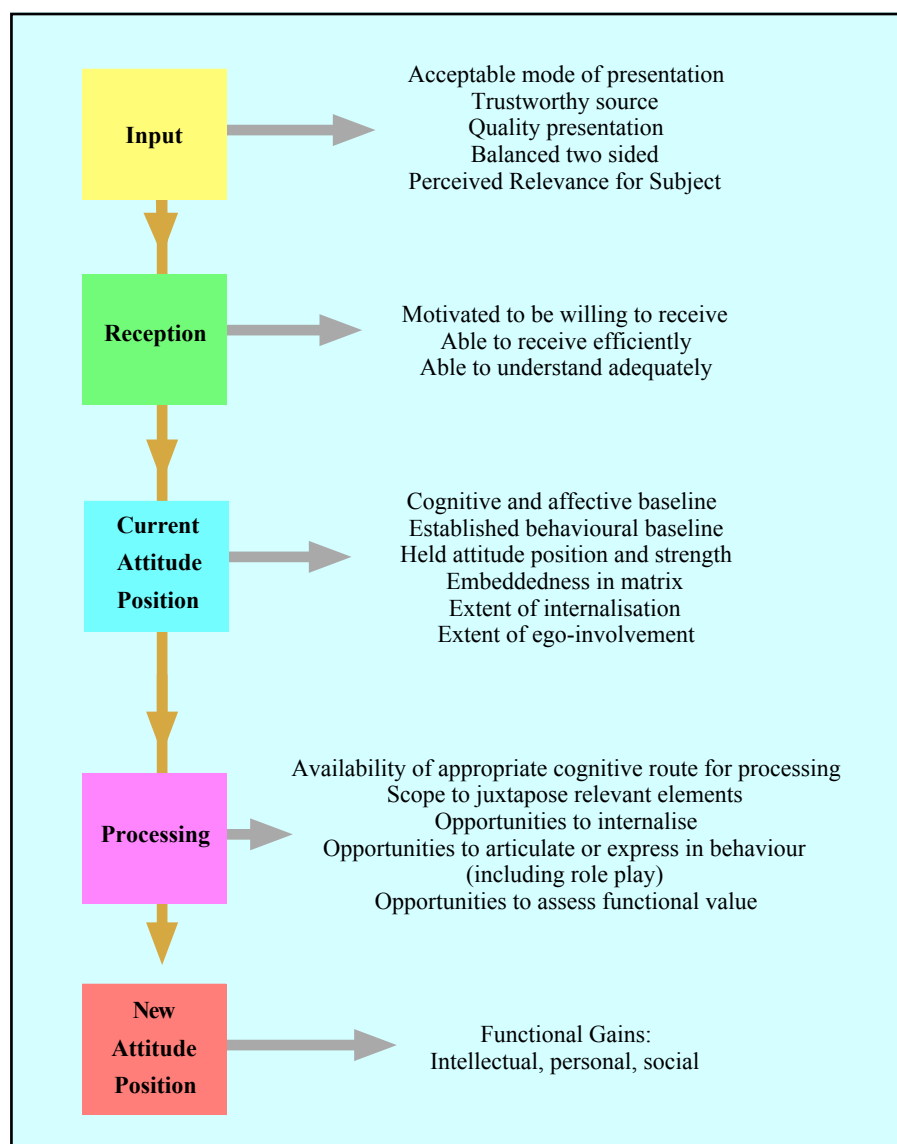 Input
Acceptable mode of presentation
Trustworthy source
Quality presentation
Balanced two sided
Perceived Relevance for Subject
Reception
Motivated to be willing to receive
Able to receive efficiently
Able to understand adequately
Current
Attitude
Position
Cognitive and affective baseline
Established behavioural baseline
Held attitude position and strength
Embeddedness in matrix
Extent of internalisation
Extent of ego-involvement
Processing
Availability of appropriate cognitive route for processing
Scope to juxtapose relevant elements
Opportunities to internalise
Opportunities to articulate or express in behaviour
(including role play)
Opportunities to assess functional value
New
Attitude
Position
Functional Gains:
Intellectual, personal, social